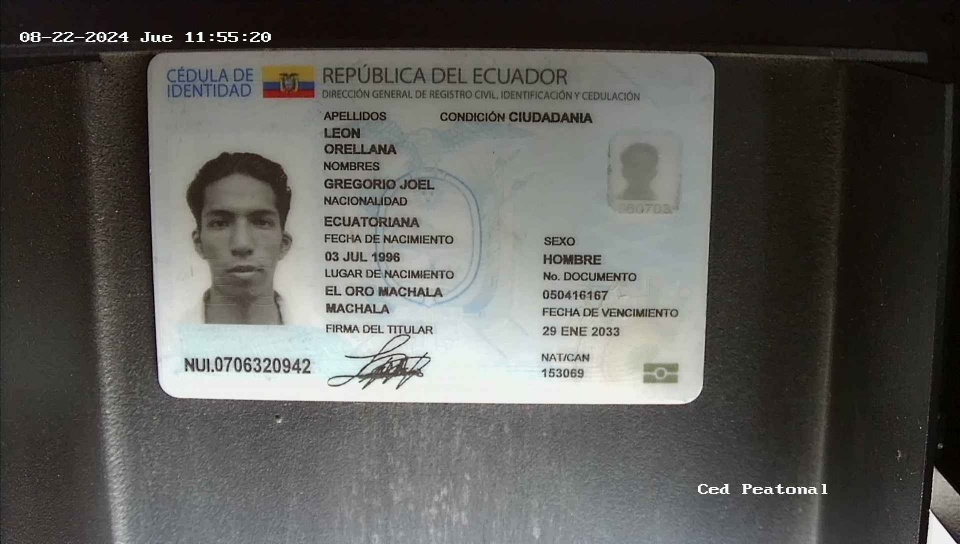 08-22-2024 Jue 11:55:20
CÉDULA DE
IDENTIDAD
REPÚBLICA DEL ECUADOR
DIRECCIÓN GENERAL DE REGISTRO CIVIL, IDENTIFICACIÓN Y CEDULACIÓN
APELLIDOS
CONDICIÓN CIUDADANIA
LEON
ORELLANA
NOMBRES
GREGORIO JOEL
NACIONALIDAD
ECUATORIANA
FECHA DE NACIMIENTO
03 JUL 1996
LUGAR DE NACIMIENTO
EL ORO MACHALA
MACHALA
FIRMA DEL TITULAR
SEXO
HOMBRE
No. DOCUMENTO
050416167
FECHA DE VENCIMIENTO
29 ENE 2033
NAT/CAN
153069
NUI.0706320942
Ced Peatonal